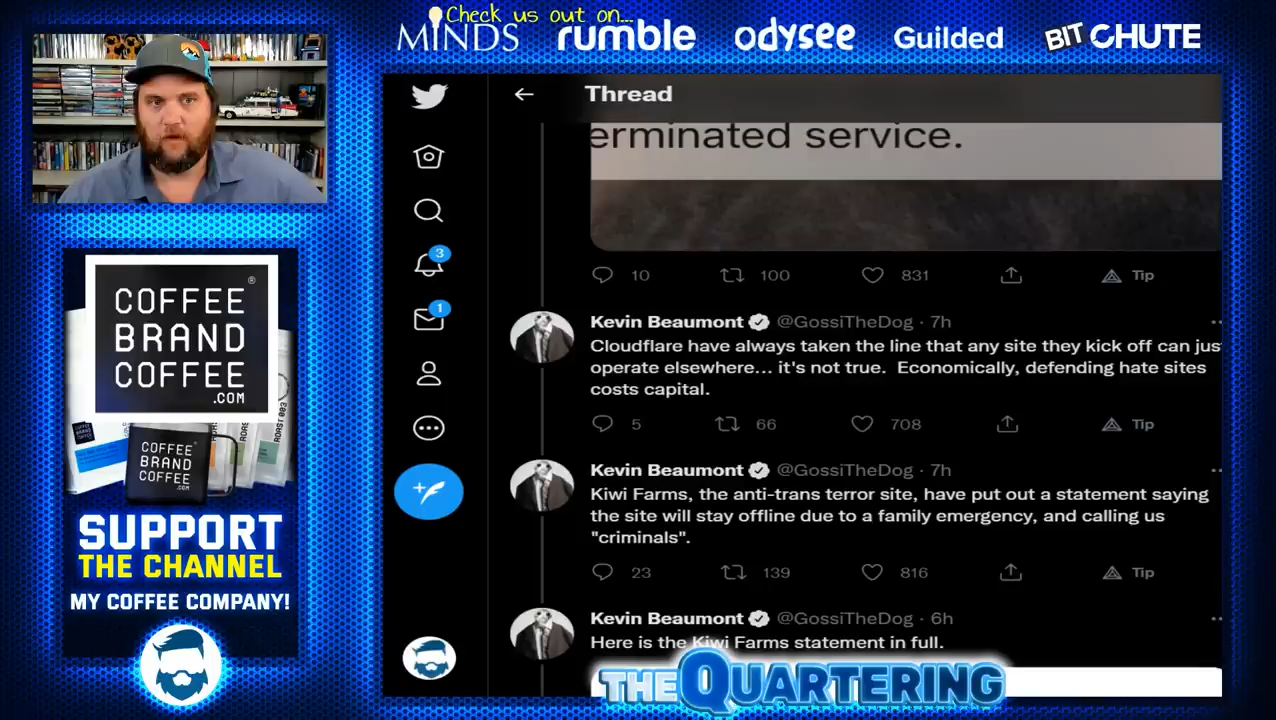 Check us out on...
MINDS rumble odysee Guilded BITCHUTE
Thread
erminated service.
10 100 831 Tip
Kevin Beaumont @GossiTheDog · 7h
Cloudflare have always taken the line that any site they kick off can just
operate elsewhere... it's not true. Economically, defending hate sites
costs capital.
5 66 708 Tip
Kevin Beaumont @GossiTheDog · 7h
Kiwi Farms, the anti-trans terror site, have put out a statement saying
the site will stay offline due to a family emergency, and calling us
"criminals".
23 139 816 Tip
Kevin Beaumont @GossiTheDog · 6h
Here is the Kiwi Farms statement in full.
3
1
COFFEE ®
BRAND
COFFEE
.COM
COFFEE
BRAND
COFFEE
.COM
SUPPORT
THE CHANNEL
MY COFFEE COMPANY!
THE QUARTERING